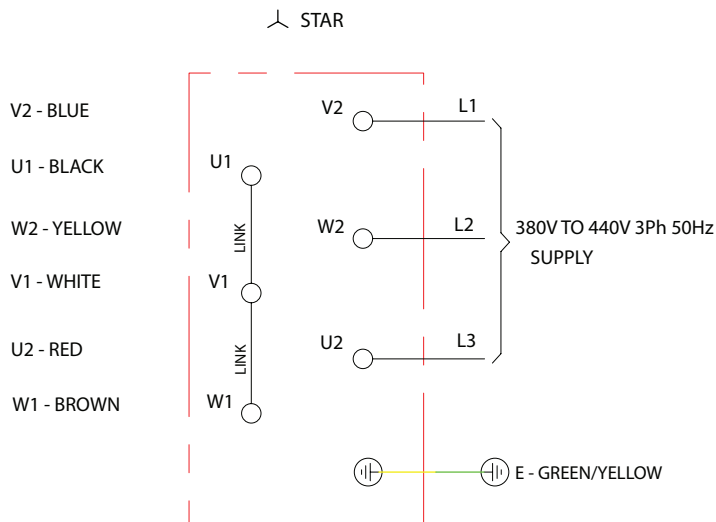 STAR
V2 - BLUE
U1 - BLACK
W2 - YELLOW
V1 - WHITE
U2 - RED
W1 - BROWN
V2
L1
U1
LINK
W2
L2
380V TO 440V 3Ph 50Hz
SUPPLY
V1
LINK
U2
L3
W1
E - GREEN/YELLOW